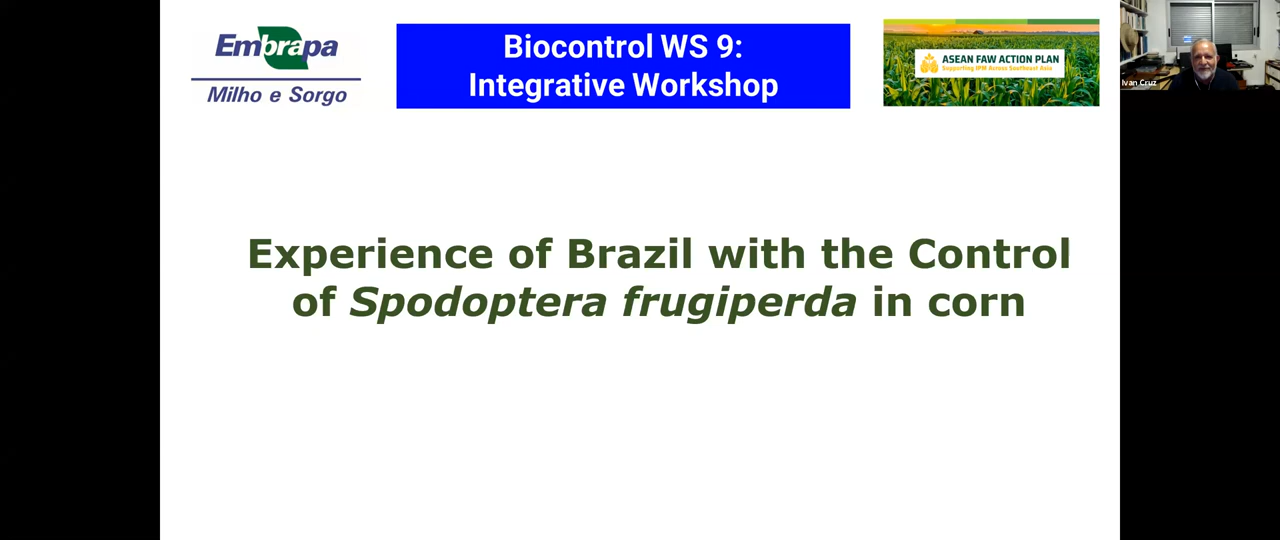 Embrapa
Milho e Sorgo
Biocontrol WS 9:
Integrative Workshop
ASEAN FAW ACTION PLAN
Supporting IPM Across Southeast Asia
Ivan Cruz
Experience of Brazil with the Control
of Spodoptera frugiperda in corn